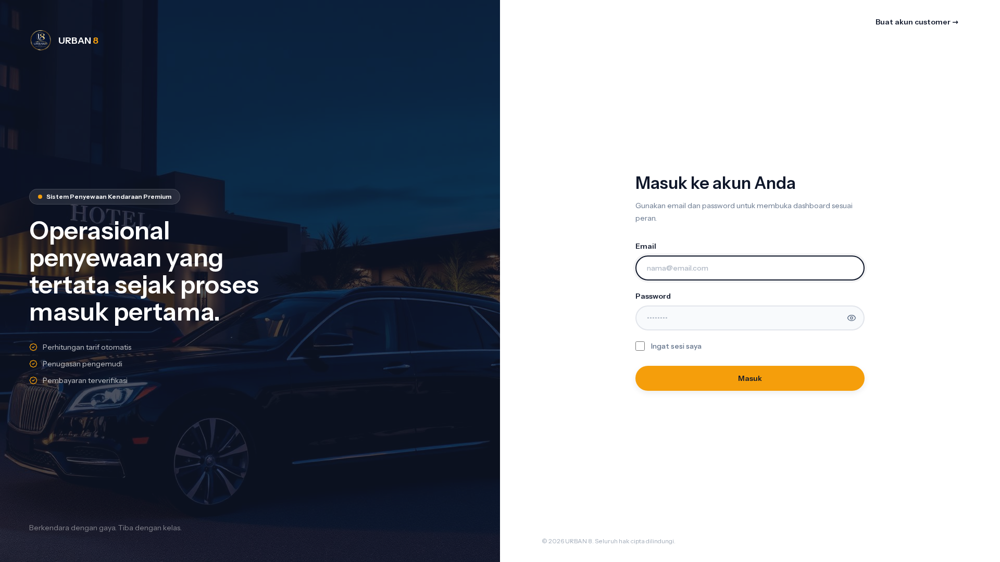 URBAN 8
Sistem Penyewaan Kendaraan Premium
HOTEL
Operasional
penyewaan yang
tertata sejak proses
masuk pertama.
Perhitungan tarif otomatis
Penugasan pengemudi
Pembayaran terverifikasi
Berkendara dengan gaya. Tiba dengan kelas.
Buat akun customer →
Masuk ke akun Anda
Gunakan email dan password untuk membuka dashboard sesuai
peran.
Email
nama@email.com
Password
••••••••
Ingat sesi saya
Masuk
© 2026 URBAN 8. Seluruh hak cipta dilindungi.